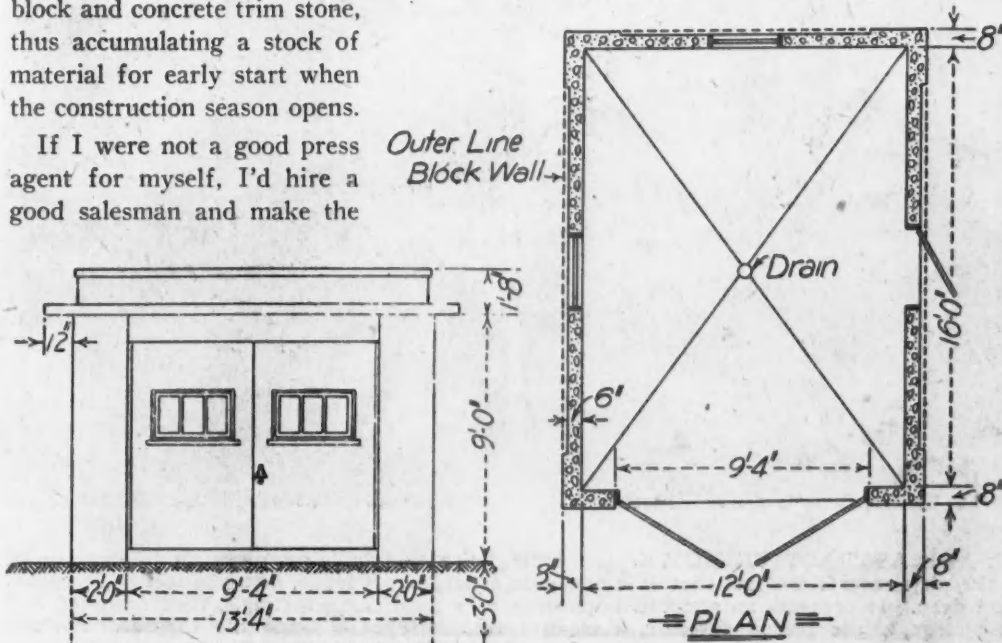 block and concrete trim stone,
thus accumulating a stock of
material for early start when
the construction season opens.
If I were not a good press
agent for myself, I'd hire a
good salesman and make the
Outer Line
Block Wall
8"
Drain
16'-0"
6"
9'-4"
8"
8"
12'-0"
8"
PLAN
12"
1'-8"
9'-0"
3'-0"
2'-0"
9'-4"
2'-0"
13'-4"